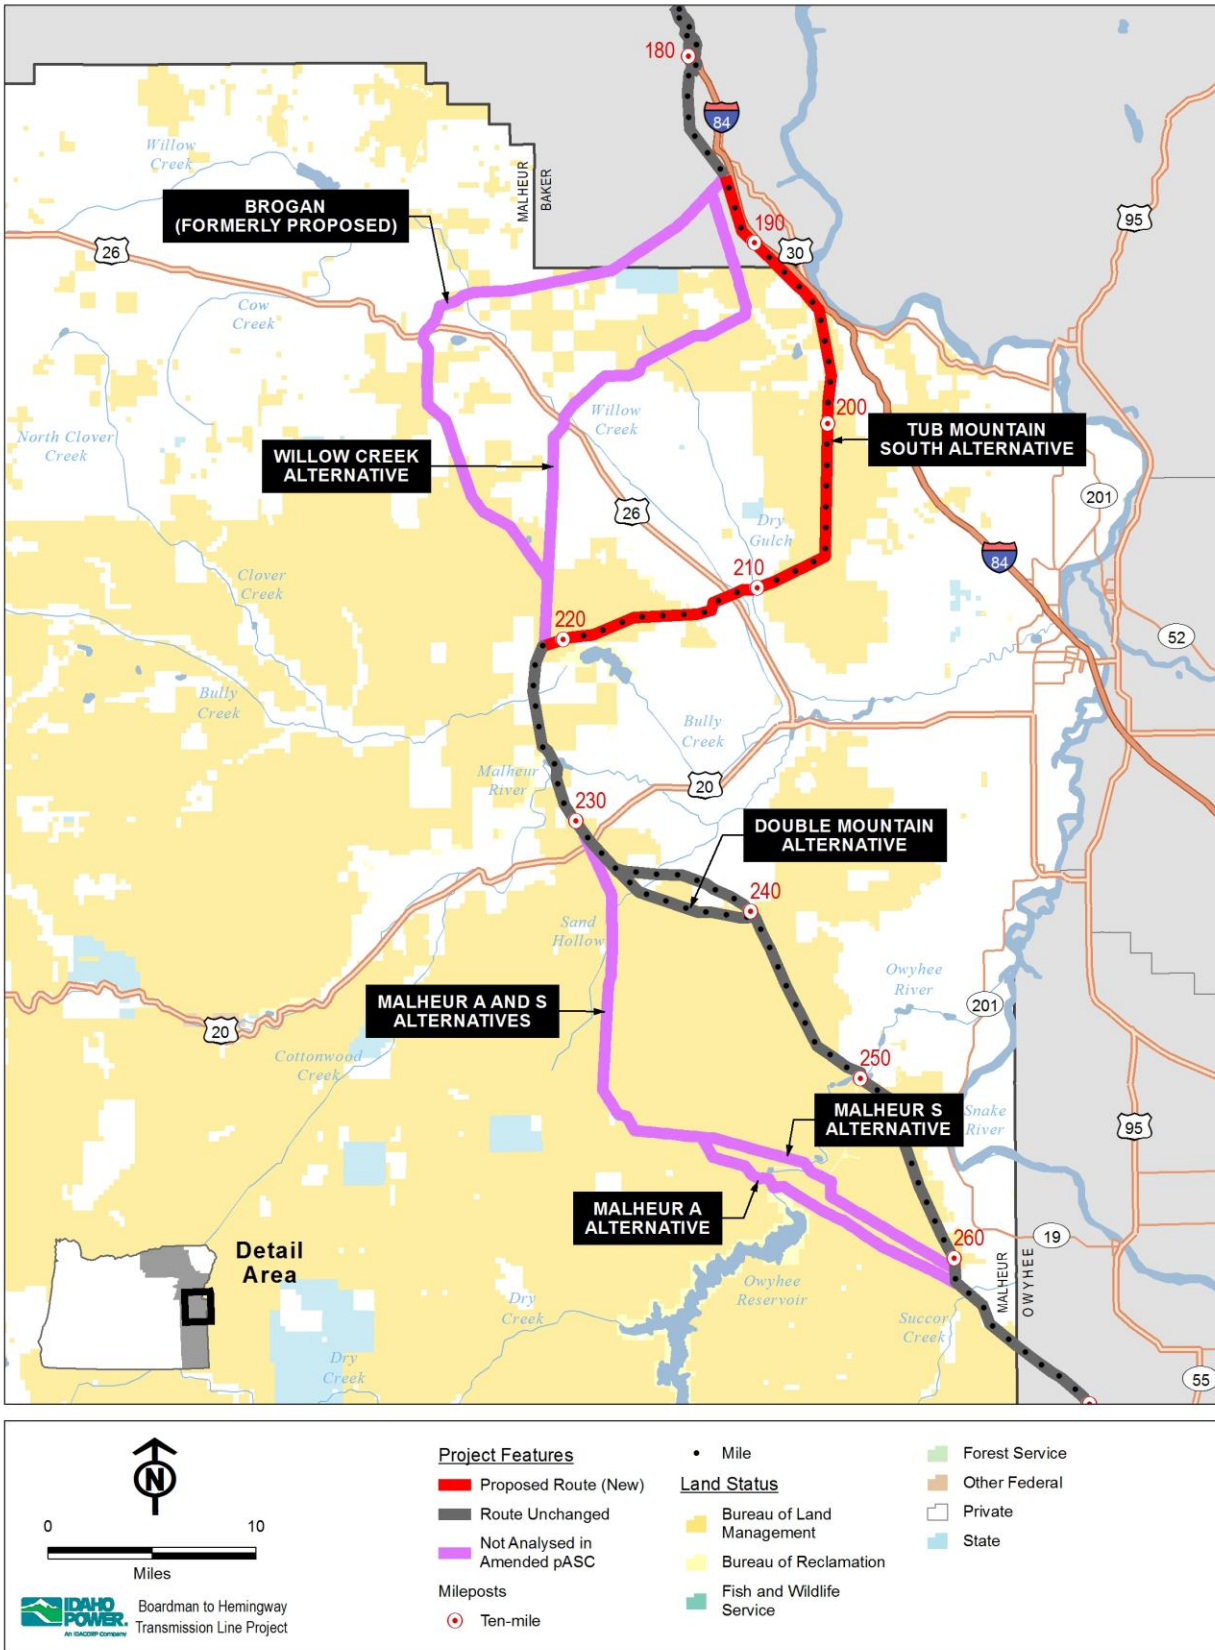 180
84
Willow
Creek
MALHEUR
BAKER
95
BROGAN
(FORMERLY PROPOSED)
190
30
26
Cow
Creek
200
TUB MOUNTAIN
SOUTH ALTERNATIVE
Willow
Creek
North Clover
Creek
WILLOW CREEK
ALTERNATIVE
201
26
Dry
Gulch
84
210
Clover
Creek
220
52
Bully
Creek
Bully
Creek
Malheur
River
20
230
DOUBLE MOUNTAIN
ALTERNATIVE
240
Sand
Hollow
Owyhee
River
MALHEUR A AND S
ALTERNATIVES
201
20
Cottonwood
Creek
250
MALHEUR S
ALTERNATIVE
Snake
River
95
MALHEUR A
ALTERNATIVE
260
19
Detail
Area
MALHEUR
OWYHEE
Owyhee
Reservoir
Dry
Creek
Succor
Creek
Dry
Creek
55
N
0 10
Miles
IDAHO
POWER.
An IDACORP Company
Boardman to Hemingway
Transmission Line Project
Project Features
Proposed Route (New)
Route Unchanged
Not Analysed in
Amended pASC
Mileposts
Ten-mile
Mile
Land Status
Bureau of Land
Management
Bureau of Reclamation
Fish and Wildlife
Service
Forest Service
Other Federal
Private
State